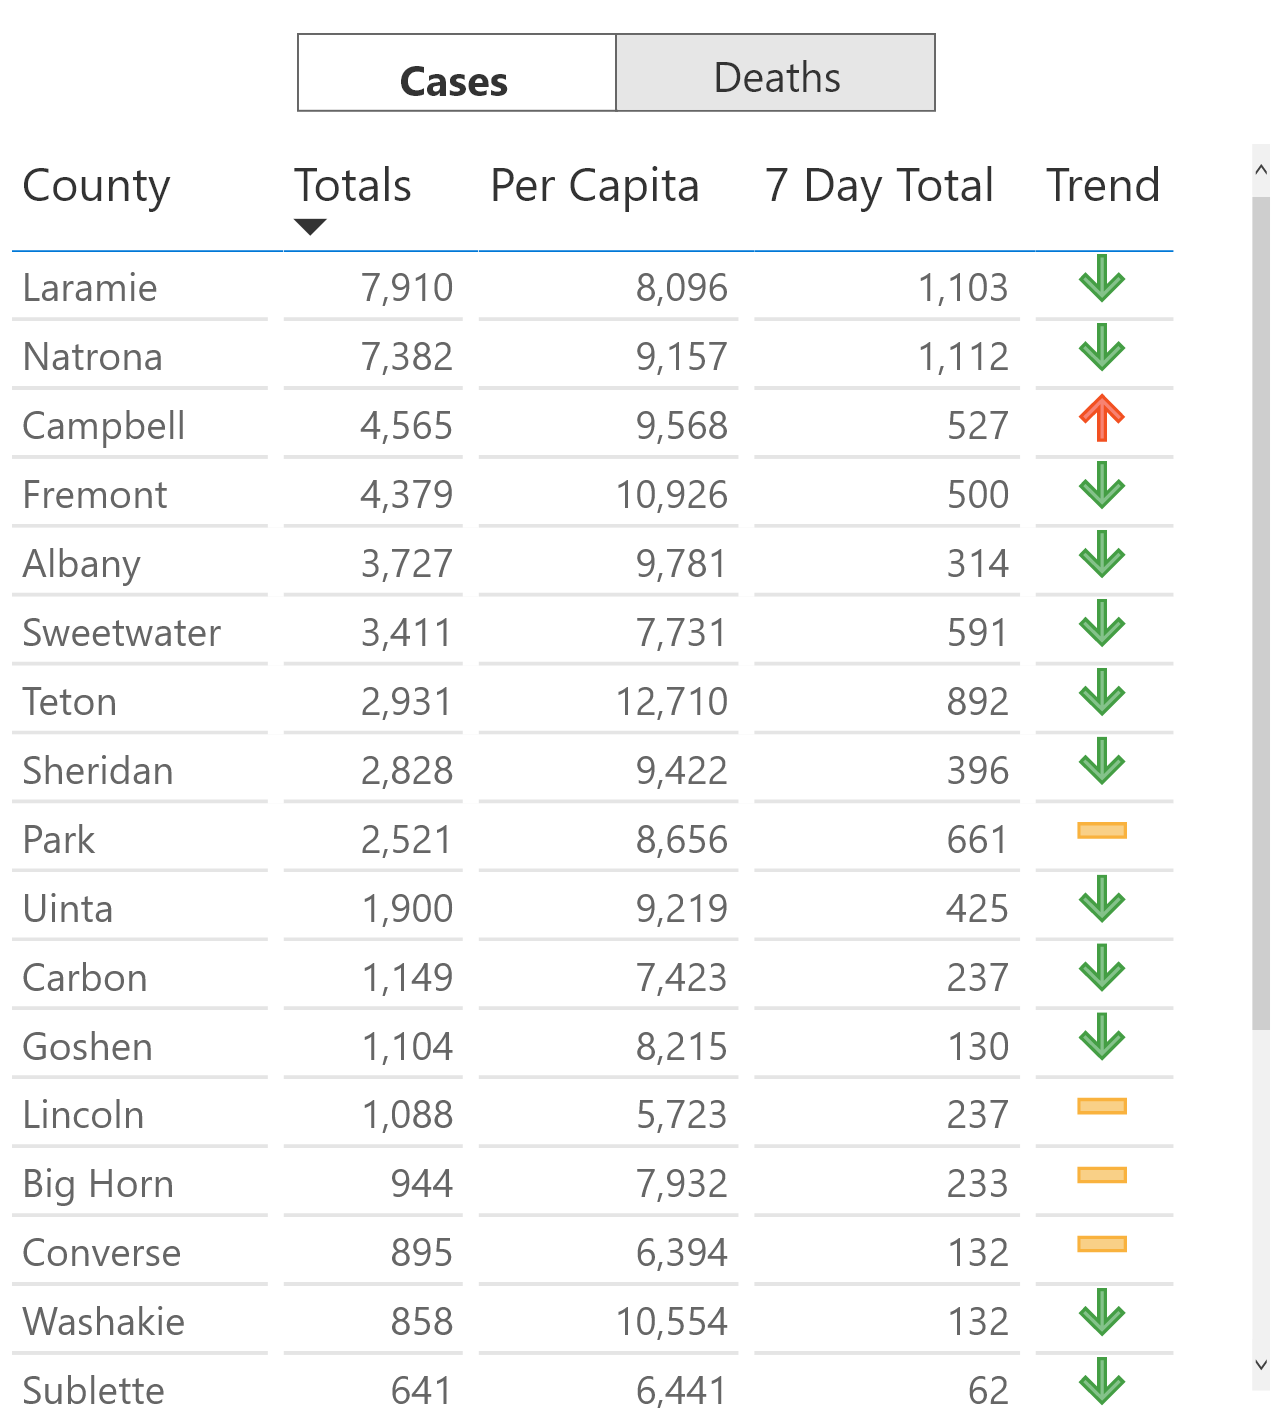 Cases Deaths
County Totals Per Capita 7 Day Total Trend
Laramie 7,910 8,096 1,103
Natrona 7,382 9,157 1,112
Campbell 4,565 9,568 527
Fremont 4,379 10,926 500
Albany 3,727 9,781 314
Sweetwater 3,411 7,731 591
Teton 2,931 12,710 892
Sheridan 2,828 9,422 396
Park 2,521 8,656 661
Uinta 1,900 9,219 425
Carbon 1,149 7,423 237
Goshen 1,104 8,215 130
Lincoln 1,088 5,723 237
Big Horn 944 7,932 233
Converse 895 6,394 132
Washakie 858 10,554 132
Sublette 641 6,441 62